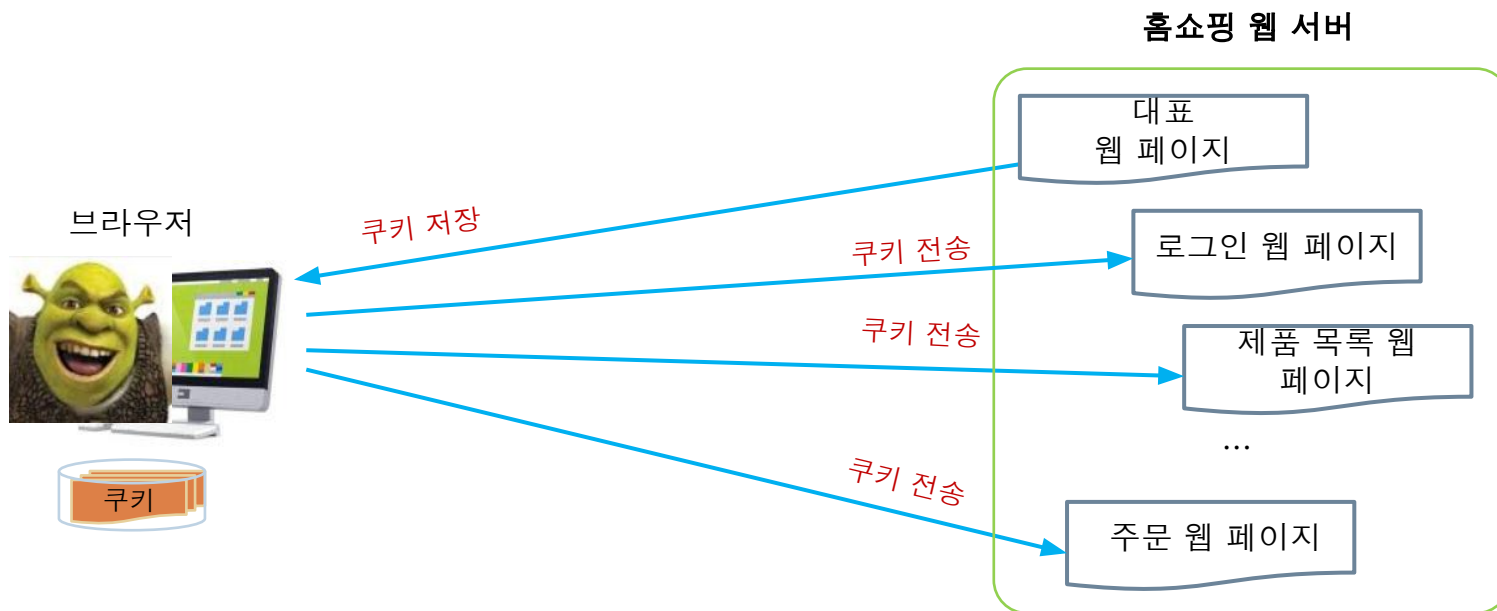 홈쇼핑 웹 서버
대표
웹 페이지
브라우저
쿠키 저장
쿠키 전송
로그인 웹 페이지
쿠키 전송
제품 목록 웹
페이지
...
쿠키 전송
쿠키
주문 웹 페이지